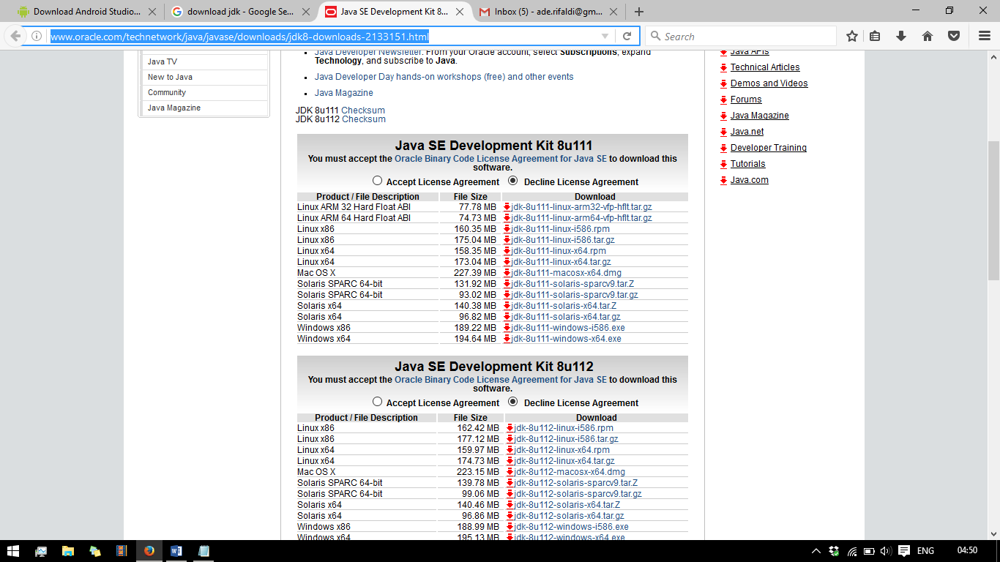 Download Android Studio...
download jdk - Google Se...
Java SE Development Kit 8...
Inbox (5) - ade.rifaldi@gm...
www.oracle.com/technetwork/java/javase/downloads/jdk8-downloads-2133151.html
Search
Java TV
New to Java
Community
Java Magazine
Java Developer Newsletter: From your Oracle account, select Subscriptions, expand
Technology, and subscribe to Java.
Java Developer Day hands-on workshops (free) and other events
Java Magazine
JDK 8u111 Checksum
JDK 8u112 Checksum
Java SE Development Kit 8u111
You must accept the Oracle Binary Code License Agreement for Java SE to download this
software.
Accept License Agreement Decline License Agreement
Product / File Description File Size Download
Linux ARM 32 Hard Float ABI 77.78 MB jdk-8u111-linux-arm32-vfp-hflt.tar.gz
Linux ARM 64 Hard Float ABI 74.73 MB jdk-8u111-linux-arm64-vfp-hflt.tar.gz
Linux x86 160.35 MB jdk-8u111-linux-i586.rpm
Linux x86 175.04 MB jdk-8u111-linux-i586.tar.gz
Linux x64 158.35 MB jdk-8u111-linux-x64.rpm
Linux x64 173.04 MB jdk-8u111-linux-x64.tar.gz
Mac OS X 227.39 MB jdk-8u111-macosx-x64.dmg
Solaris SPARC 64-bit 131.92 MB jdk-8u111-solaris-sparcv9.tar.Z
Solaris SPARC 64-bit 93.02 MB jdk-8u111-solaris-sparcv9.tar.gz
Solaris x64 140.38 MB jdk-8u111-solaris-x64.tar.Z
Solaris x64 96.82 MB jdk-8u111-solaris-x64.tar.gz
Windows x86 189.22 MB jdk-8u111-windows-i586.exe
Windows x64 194.64 MB jdk-8u111-windows-x64.exe
Java SE Development Kit 8u112
You must accept the Oracle Binary Code License Agreement for Java SE to download this
software.
Accept License Agreement Decline License Agreement
Product / File Description File Size Download
Linux x86 162.42 MB jdk-8u112-linux-i586.rpm
Linux x86 177.12 MB jdk-8u112-linux-i586.tar.gz
Linux x64 159.97 MB jdk-8u112-linux-x64.rpm
Linux x64 174.73 MB jdk-8u112-linux-x64.tar.gz
Mac OS X 223.15 MB jdk-8u112-macosx-x64.dmg
Solaris SPARC 64-bit 139.78 MB jdk-8u112-solaris-sparcv9.tar.Z
Solaris SPARC 64-bit 99.06 MB jdk-8u112-solaris-sparcv9.tar.gz
Solaris x64 140.46 MB jdk-8u112-solaris-x64.tar.Z
Solaris x64 96.86 MB jdk-8u112-solaris-x64.tar.gz
Windows x86 188.99 MB jdk-8u112-windows-i586.exe
Windows x64 195.13 MB jdk-8u112-windows-x64.exe
Java APIs
Technical Articles
Demos and Videos
Forums
Java Magazine
Java.net
Developer Training
Tutorials
Java.com
ENG
04:50